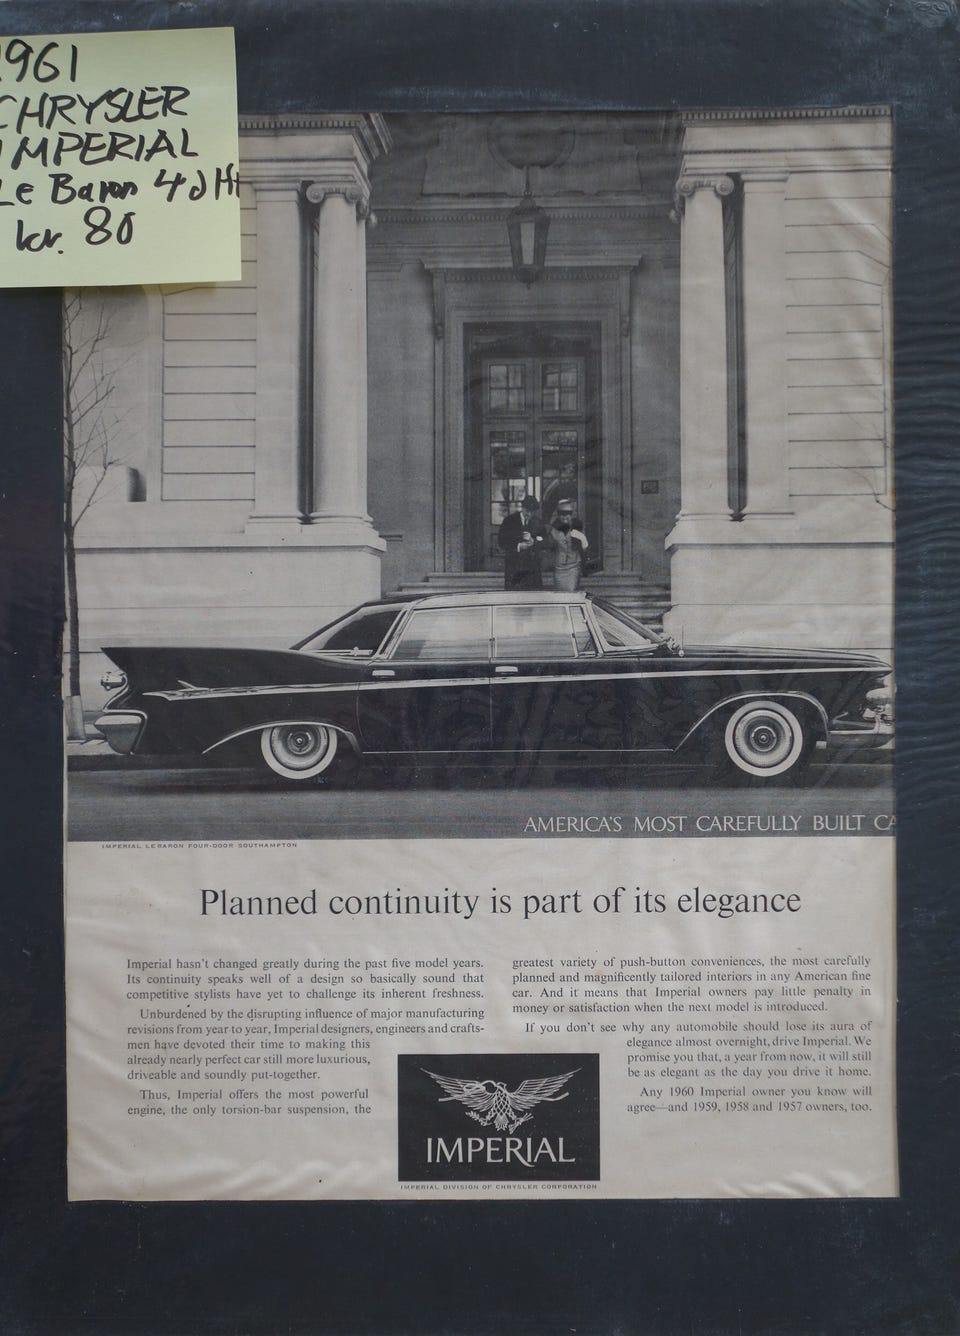 1961
CHRYSLER
IMPERIAL
Le Baron 4d Ht
kr. 80
AMERICA'S MOST CAREFULLY BUILT CA
IMPERIAL LEBARON FOUR-DOOR SOUTHAMPTON
Planned continuity is part of its elegance
Imperial hasn't changed greatly during the past five model years.
Its continuity speaks well of a design so basically sound that
competitive stylists have yet to challenge its inherent freshness.
Unburdened by the disrupting influence of major manufacturing
revisions from year to year, Imperial designers, engineers and crafts-
men have devoted their time to making this
already nearly perfect car still more luxurious,
driveable and soundly put-together.
Thus, Imperial offers the most powerful
engine, the only torsion-bar suspension, the
greatest variety of push-button conveniences, the most carefully
planned and magnificently tailored interiors in any American fine
car. And it means that Imperial owners pay little penalty in
money or satisfaction when the next model is introduced.
If you don't see why any automobile should lose its aura of
elegance almost overnight, drive Imperial. We
promise you that, a year from now, it will still
be as elegant as the day you drive it home.
Any 1960 Imperial owner you know will
agree—and 1959, 1958 and 1957 owners, too.
IMPERIAL
IMPERIAL DIVISION OF CHRYSLER CORPORATION